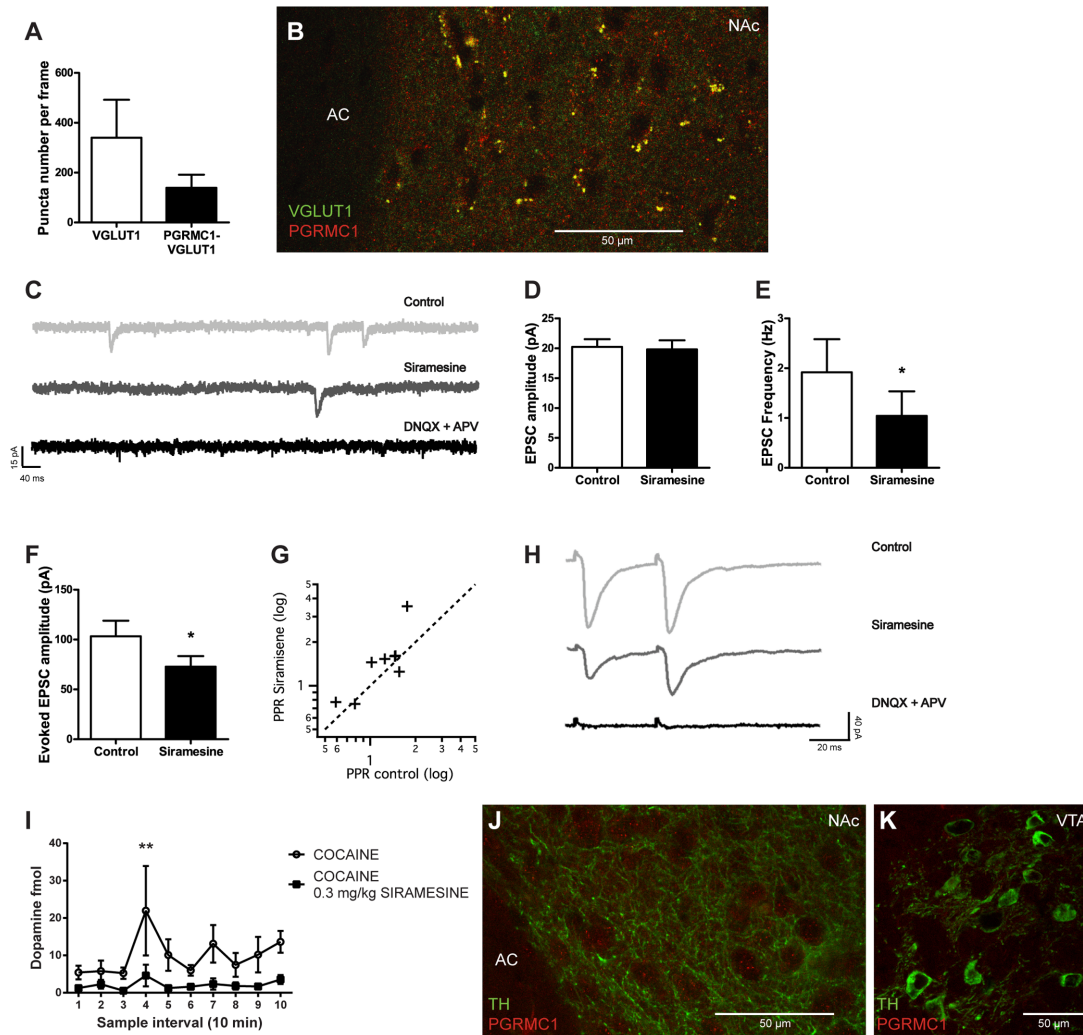 A
Puncta number per frame
600
400
200
0
VGLUT1
PGRMC1-
VGLUT1
B
NAc
AC
VGLUT1
PGRMC1
50 µm
C
Control
Siramesine
DNQX + APV
15 pA
40 ms
D
EPSC amplitude (pA)
25
20
15
10
5
0
Control
Siramesine
E
EPSC Frequency (Hz)
3
2
1
0
*
Control
Siramesine
F
Evoked EPSC amplitude (pA)
150
100
50
0
*
Control
Siramesine
G
PPR Siramisene (log)
5
4
3
2
1
8
7
6
5
5 6 8 1 2 3 4 5
PPR control (log)
H
Control
Siramesine
DNQX + APV
40 pA
20 ms
I
Dopamine fmol
40
30
20
10
0
**
1 2 3 4 5 6 7 8 9 10
Sample interval (10 min)
COCAINE
COCAINE
0.3 mg/kg SIRAMESINE
J
NAc
AC
TH
PGRMC1
50 µm
K
VTA
TH
PGRMC1
50 µm